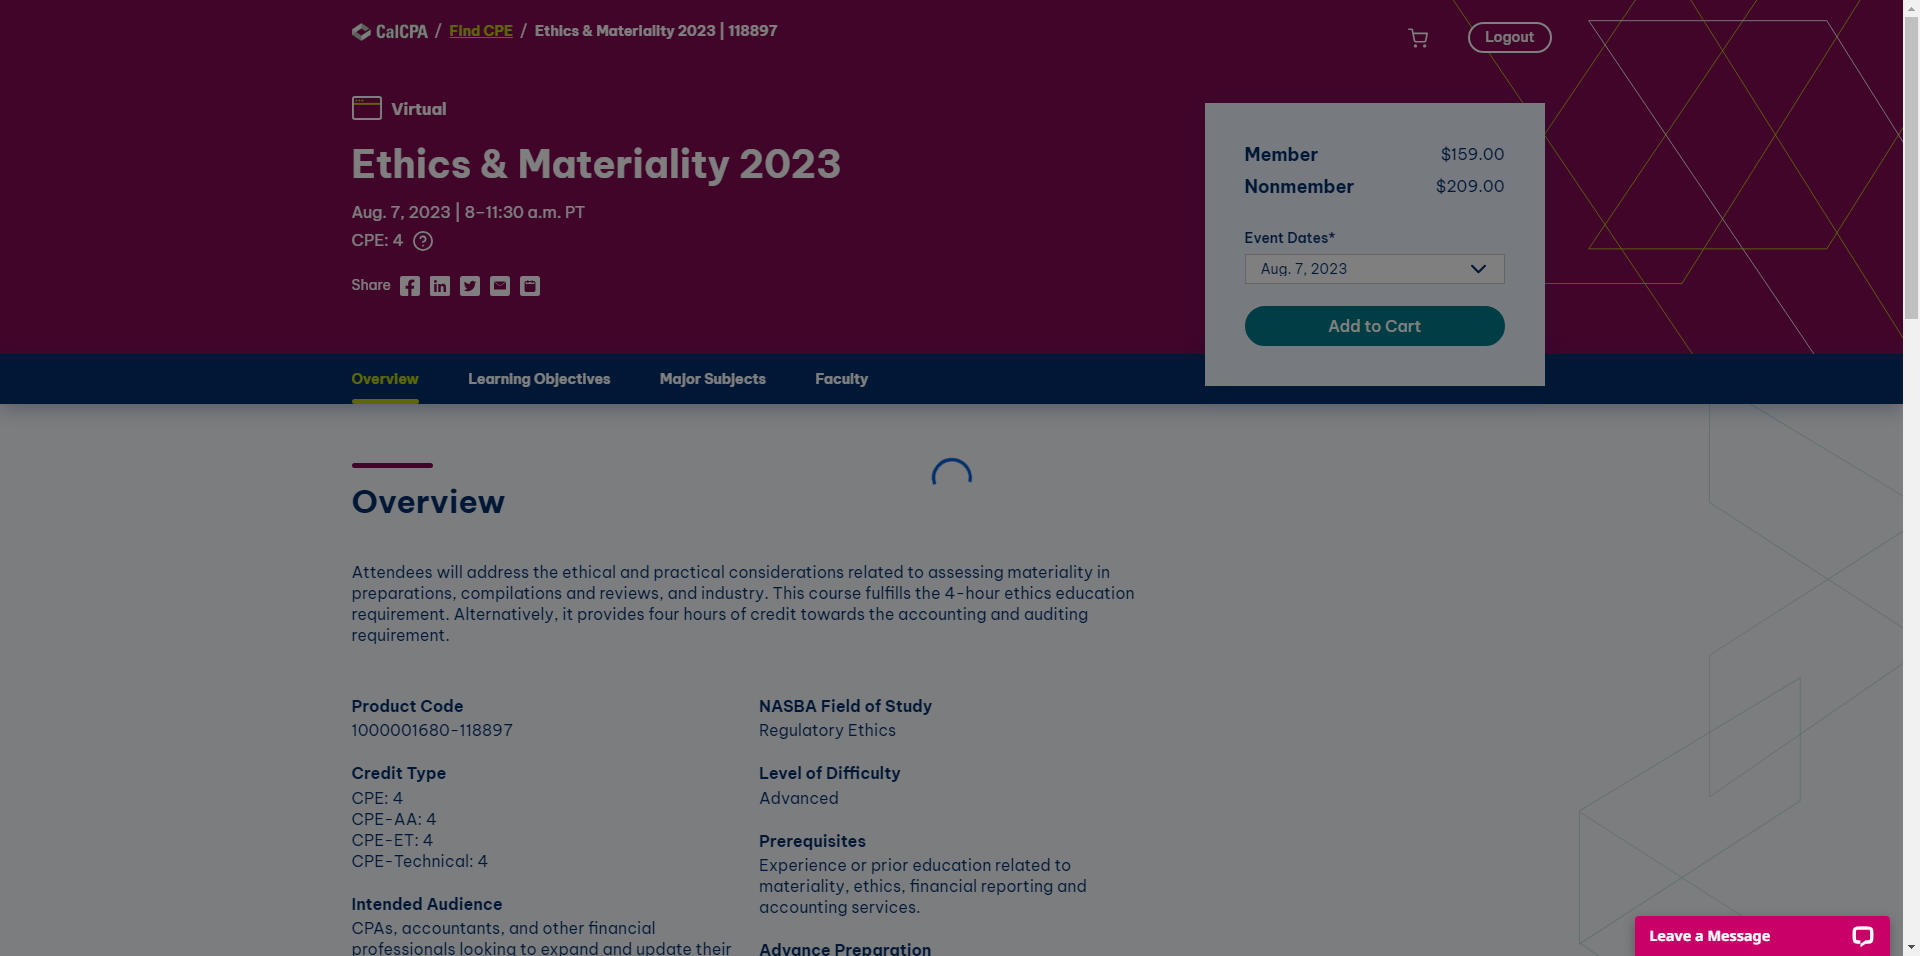 CalCPA / Find CPE / Ethics & Materiality 2023 | 118897
Logout
Virtual
Ethics & Materiality 2023
Aug. 7, 2023 | 8–11:30 a.m. PT
CPE: 4 ?
Share
Member $159.00
Nonmember $209.00
Event Dates*
Aug. 7, 2023
Add to Cart
Overview Learning Objectives Major Subjects Faculty
Overview
Attendees will address the ethical and practical considerations related to assessing materiality in
preparations, compilations and reviews, and industry. This course fulfills the 4-hour ethics education
requirement. Alternatively, it provides four hours of credit towards the accounting and auditing
requirement.
Product Code
1000001680-118897
Credit Type
CPE: 4
CPE-AA: 4
CPE-ET: 4
CPE-Technical: 4
Intended Audience
CPAs, accountants, and other financial
professionals looking to expand and update their
NASBA Field of Study
Regulatory Ethics
Level of Difficulty
Advanced
Prerequisites
Experience or prior education related to
materiality, ethics, financial reporting and
accounting services.
Advance Preparation
Leave a Message